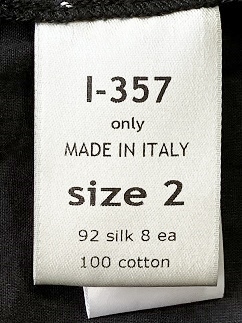 I-357
only
MADE IN ITALY
size 2
92 silk 8 ea
100 cotton